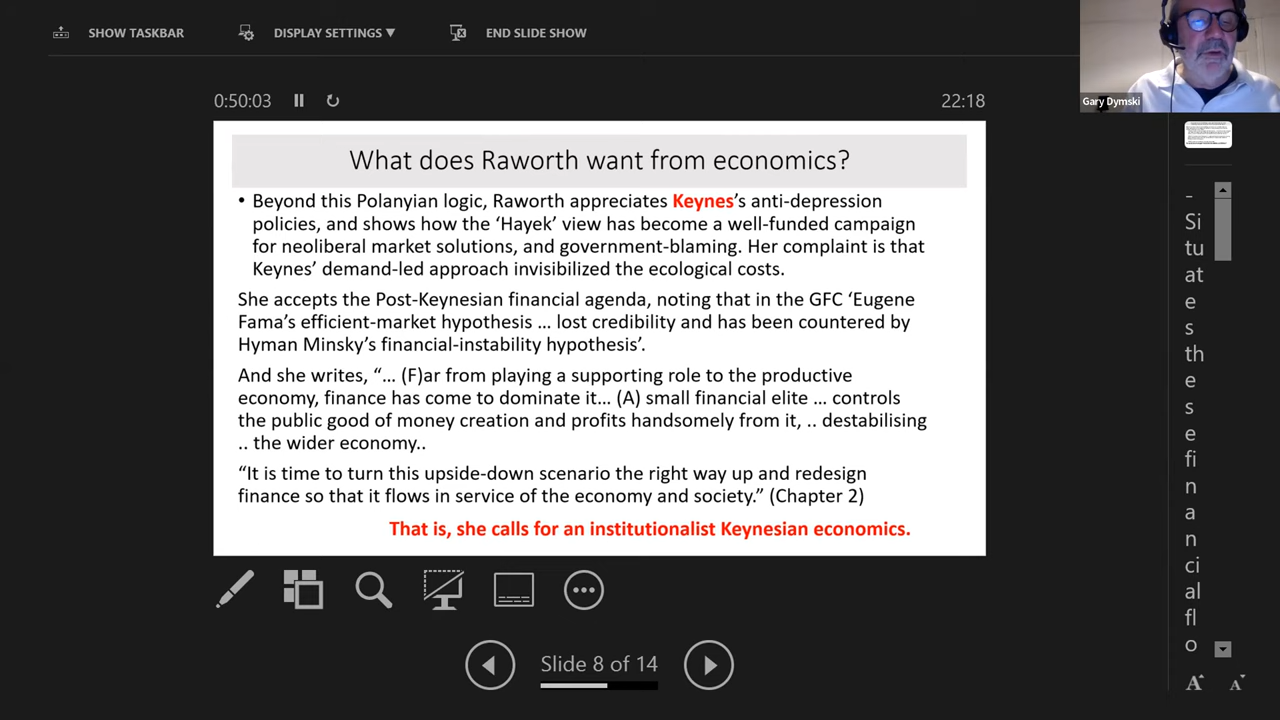 SHOW TASKBAR
DISPLAY SETTINGS ▼
END SLIDE SHOW
Gary Dymski
0:50:03
22:18
What does Raworth want from economics?
• Beyond this Polanyian logic, Raworth appreciates Keynes's anti-depression
policies, and shows how the 'Hayek' view has become a well-funded campaign
for neoliberal market solutions, and government-blaming. Her complaint is that
Keynes' demand-led approach invisibilized the ecological costs.
She accepts the Post-Keynesian financial agenda, noting that in the GFC 'Eugene
Fama's efficient-market hypothesis … lost credibility and has been countered by
Hyman Minsky's financial-instability hypothesis'.
And she writes, “… (F)ar from playing a supporting role to the productive
economy, finance has come to dominate it… (A) small financial elite … controls
the public good of money creation and profits handsomely from it, .. destabilising
.. the wider economy..
“It is time to turn this upside-down scenario the right way up and redesign
finance so that it flows in service of the economy and society.” (Chapter 2)
That is, she calls for an institutionalist Keynesian economics.
Slide 8 of 14
-
Si
tu
at
e
s
th
e
s
e
fi
n
a
n
ci
al
fl
o
A A